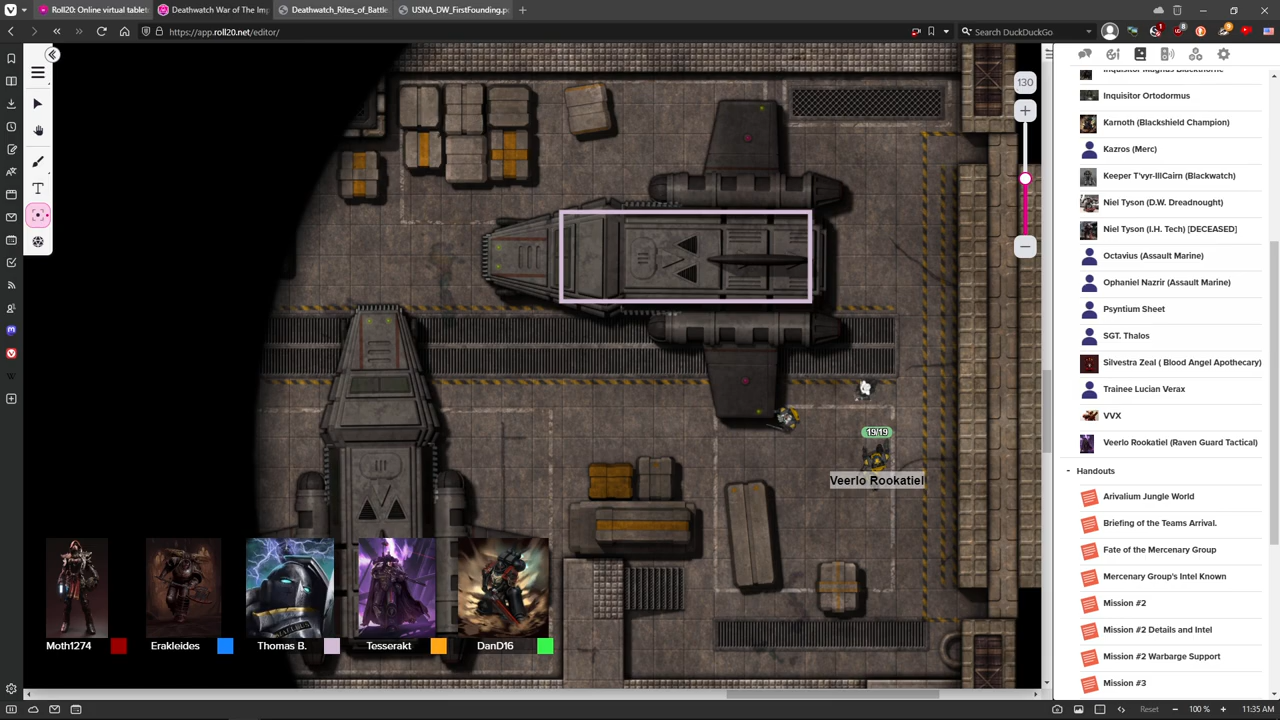 Roll20: Online virtual tablet
Deathwatch War of The Imp
Deathwatch_Rites_of_Battle
USNA_DW_FirstFounding.p
https://app.roll20.net/editor/
Search DuckDuckGo
130
Inquisitor Magnus Blackthorne
Inquisitor Ortodormus
Karnoth (Blackshield Champion)
Kazros (Merc)
Keeper T'vyr-IllCairn (Blackwatch)
Niel Tyson (D.W. Dreadnought)
Niel Tyson (I.H. Tech) [DECEASED]
Octavius (Assault Marine)
Ophaniel Nazrir (Assault Marine)
Psyntium Sheet
SGT. Thalos
Silvestra Zeal ( Blood Angel Apothecary)
Trainee Lucian Verax
VVX
Veerlo Rookatiel (Raven Guard Tactical)
Handouts
Arivalium Jungle World
Briefing of the Teams Arrival.
Fate of the Mercenary Group
Mercenary Group's Intel Known
Mission #2
Mission #2 Details and Intel
Mission #2 Warbarge Support
Mission #3
19/19
Veerlo Rookatiel
Moth1274
Erakleides
Thomas B.
Tesserakt
DanD16
Reset
100 %
11:35 AM